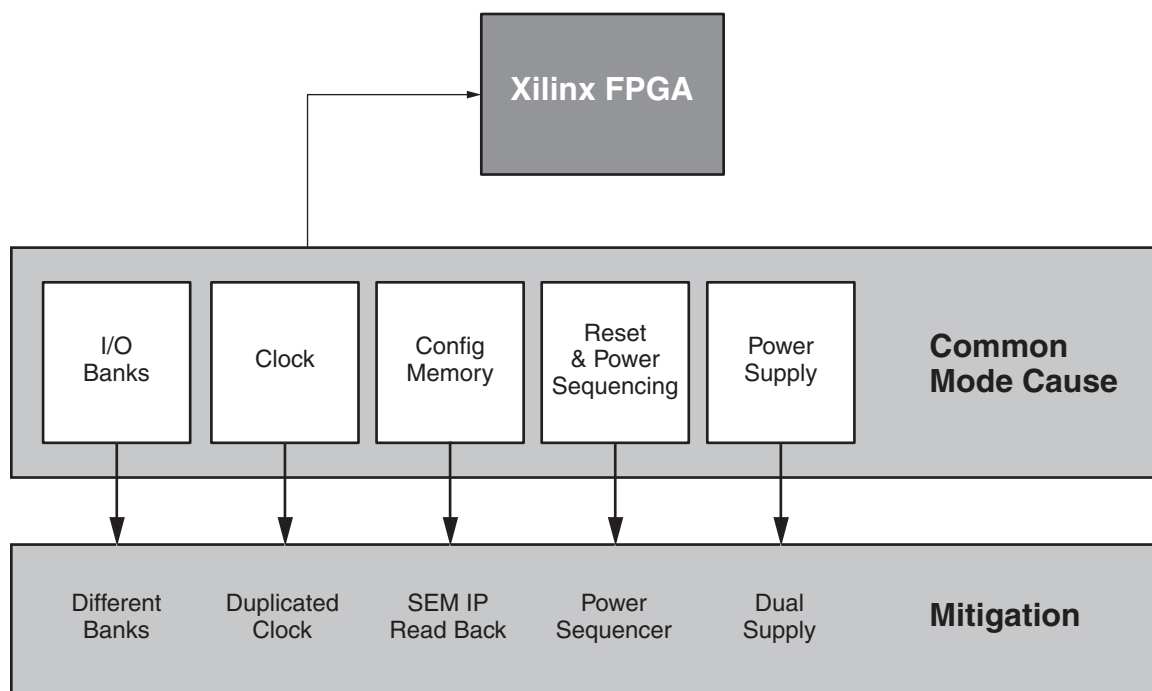 Xilinx FPGA
I/O
Banks
Clock
Config
Memory
Reset
& Power
Sequencing
Power
Supply
Common
Mode Cause
Different
Banks
Duplicated
Clock
SEM IP
Read Back
Power
Sequencer
Dual
Supply
Mitigation